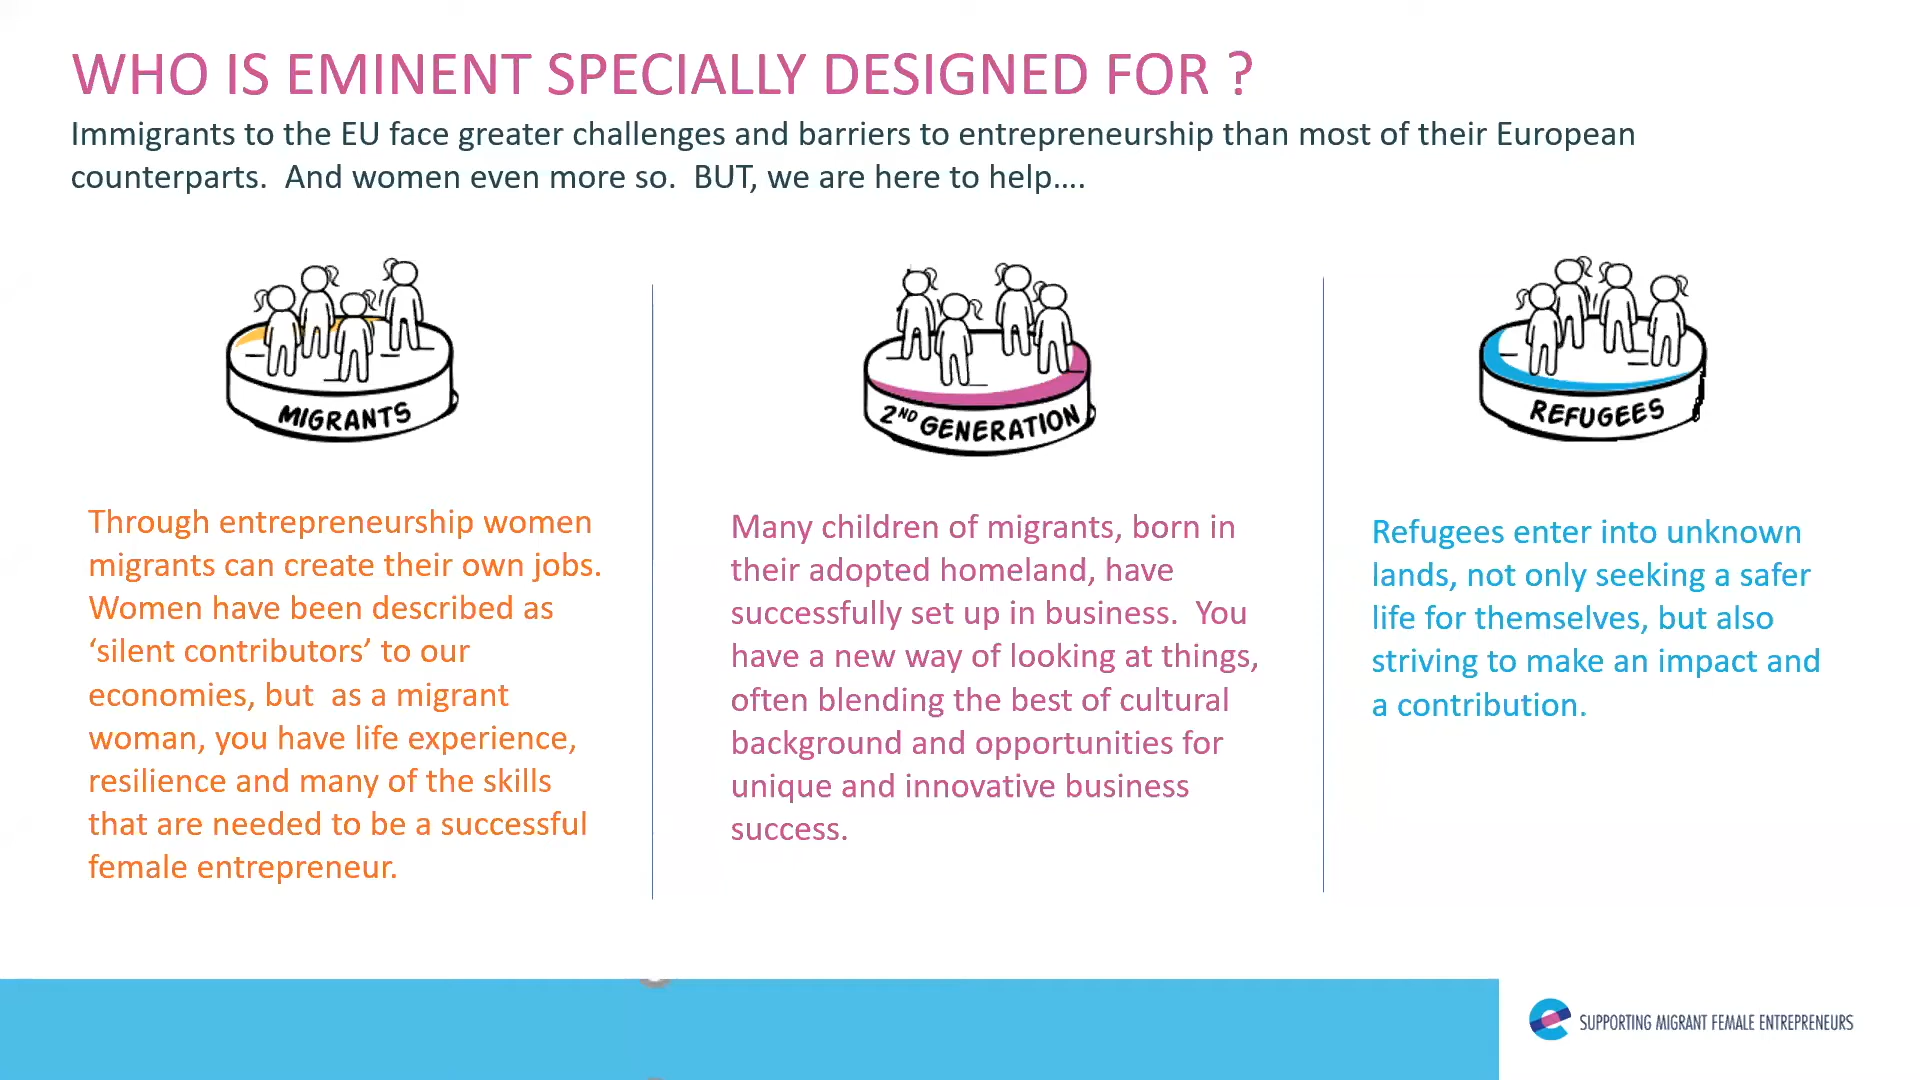 WHO IS EMINENT SPECIALLY DESIGNED FOR ?
Immigrants to the EU face greater challenges and barriers to entrepreneurship than most of their European
counterparts.  And women even more so.  BUT, we are here to help....
MIGRANTS
Through entrepreneurship women
migrants can create their own jobs.
Women have been described as
‘silent contributors’ to our
economies, but  as a migrant
woman, you have life experience,
resilience and many of the skills
that are needed to be a successful
female entrepreneur.
2ND GENERATION
Many children of migrants, born in
their adopted homeland, have
successfully set up in business.  You
have a new way of looking at things,
often blending the best of cultural
background and opportunities for
unique and innovative business
success.
REFUGEES
Refugees enter into unknown
lands, not only seeking a safer
life for themselves, but also
striving to make an impact and
a contribution.
SUPPORTING MIGRANT FEMALE ENTREPRENEURS